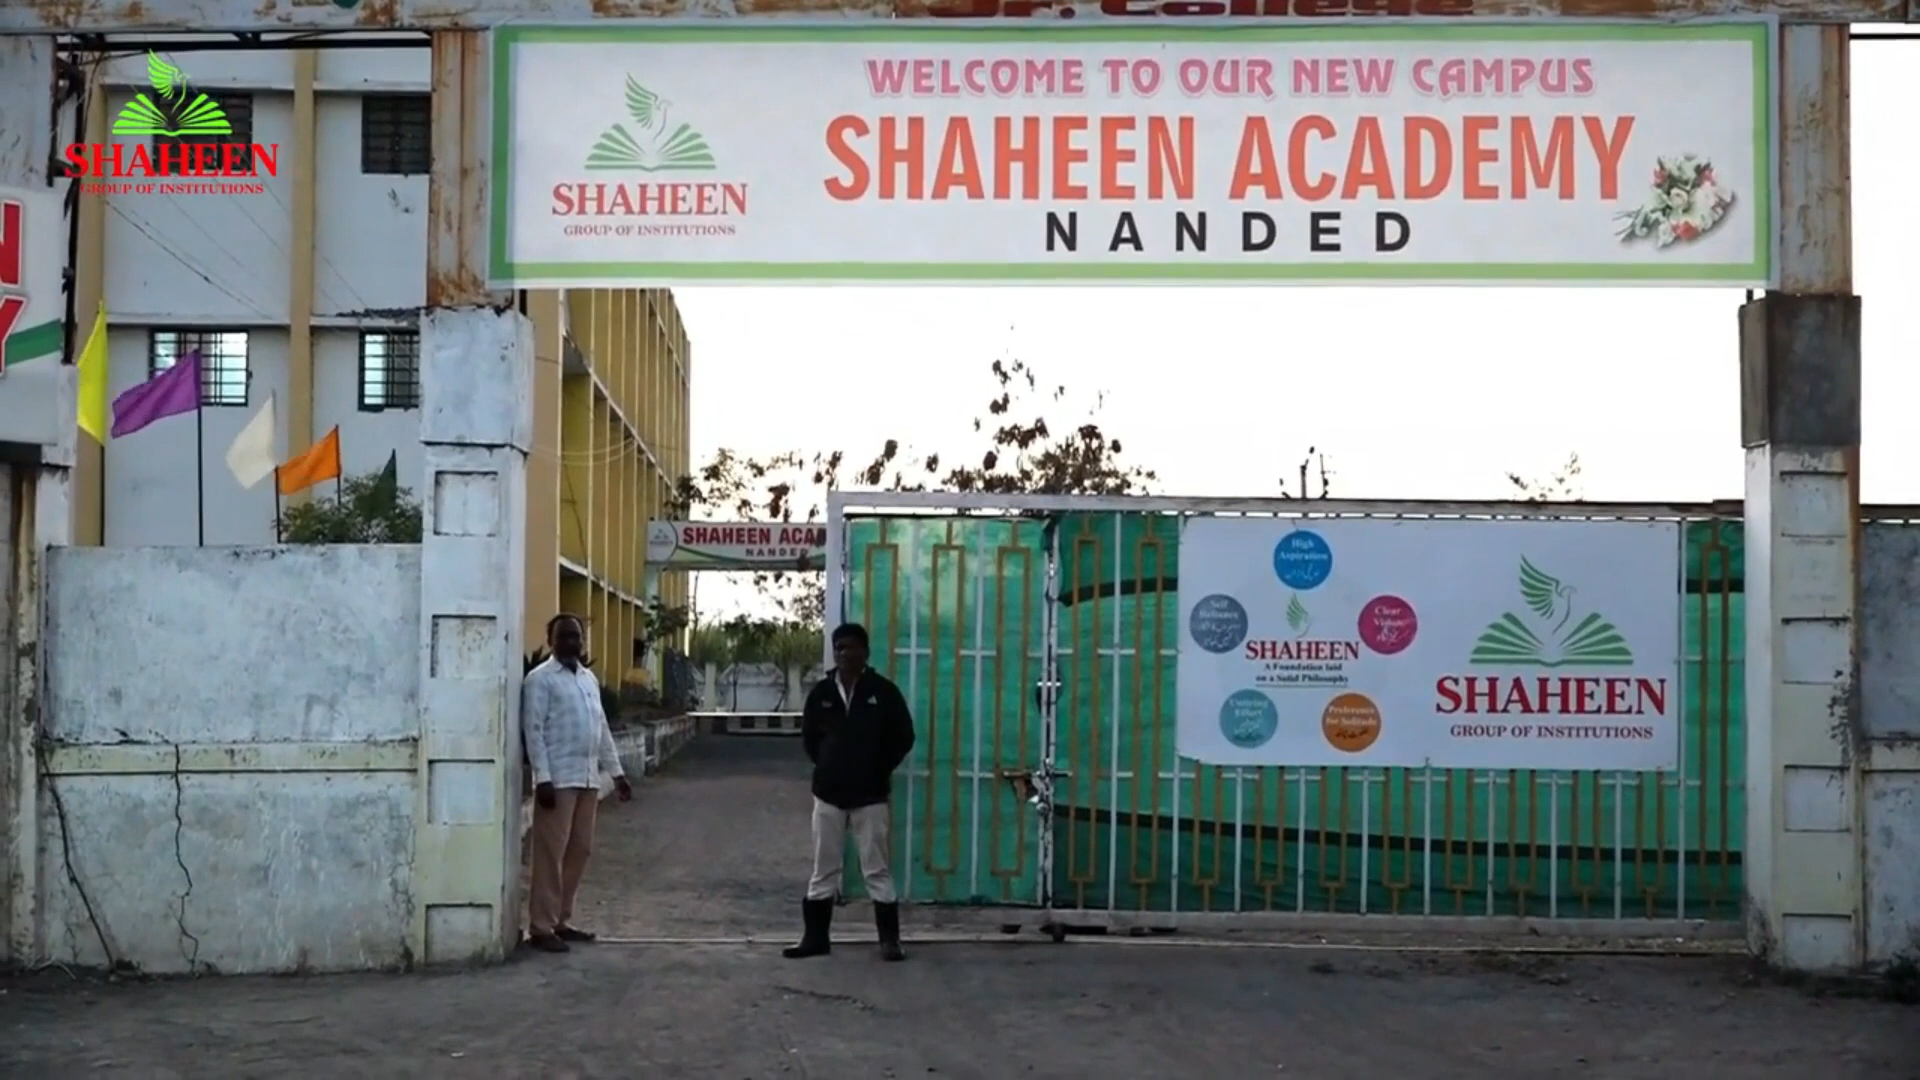 Jr. College
SHAHEEN
GROUP OF INSTITUTIONS
WELCOME TO OUR NEW CAMPUS
SHAHEEN ACADEMY
NANDED
SHAHEEN
GROUP OF INSTITUTIONS
N
Y
SHAHEEN ACA
NANDED
High
Aspiration
Self
Reliance
Clear
Vision
SHAHEEN
A Foundation laid
on a Solid Philosophy
Untiring
Effort
Preference
for Solitude
SHAHEEN
GROUP OF INSTITUTIONS